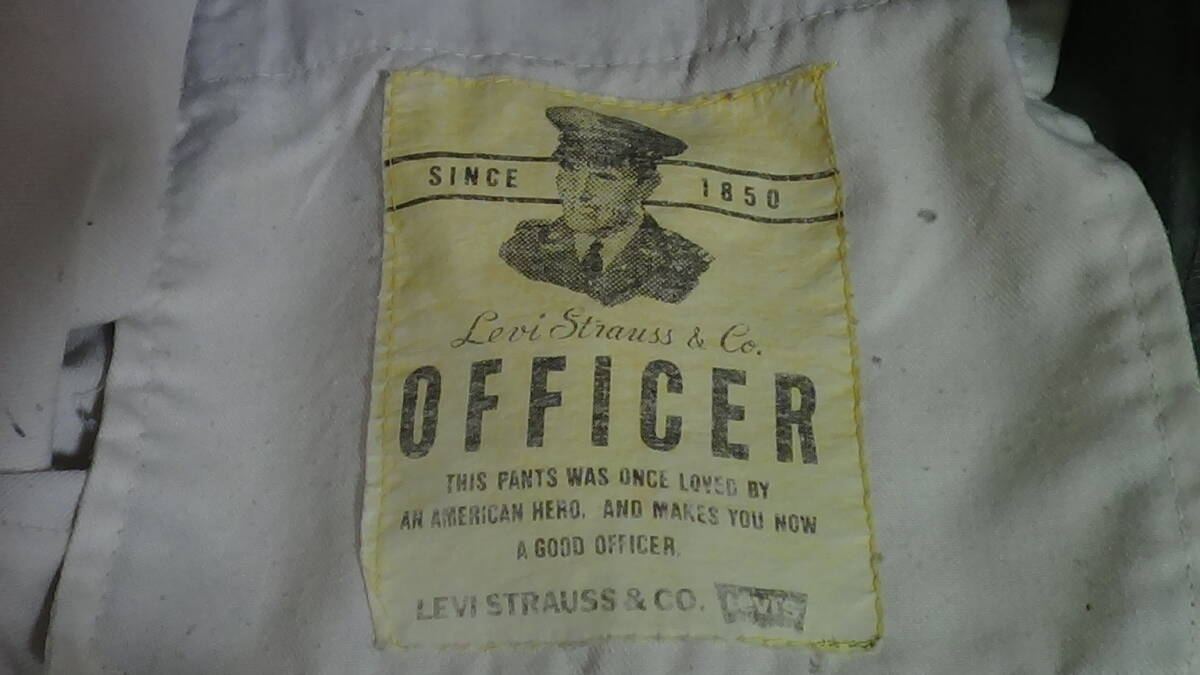 SINCE 1850
Levi Strauss & Co.
OFFICER
THIS PANTS WAS ONCE LOVED BY
AN AMERICAN HERO. AND MAKES YOU NOW
A GOOD OFFICER.
LEVI STRAUSS & CO. LEVI'S